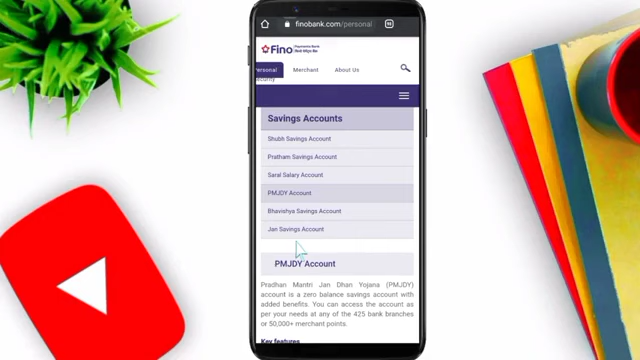 finobank.com/personal
Fino Payments Bank
Personal Merchant About Us
Security
Savings Accounts
Shubh Savings Account
Pratham Savings Account
Saral Salary Account
PMJDY Account
Bhavishya Savings Account
Jan Savings Account
PMJDY Account
Pradhan Mantri Jan Dhan Yojana (PMJDY)
account is a zero balance savings account with
added benefits. You can access the account as
per your needs at any of the 425 bank branches
or 50,000+ merchant points.
Key features